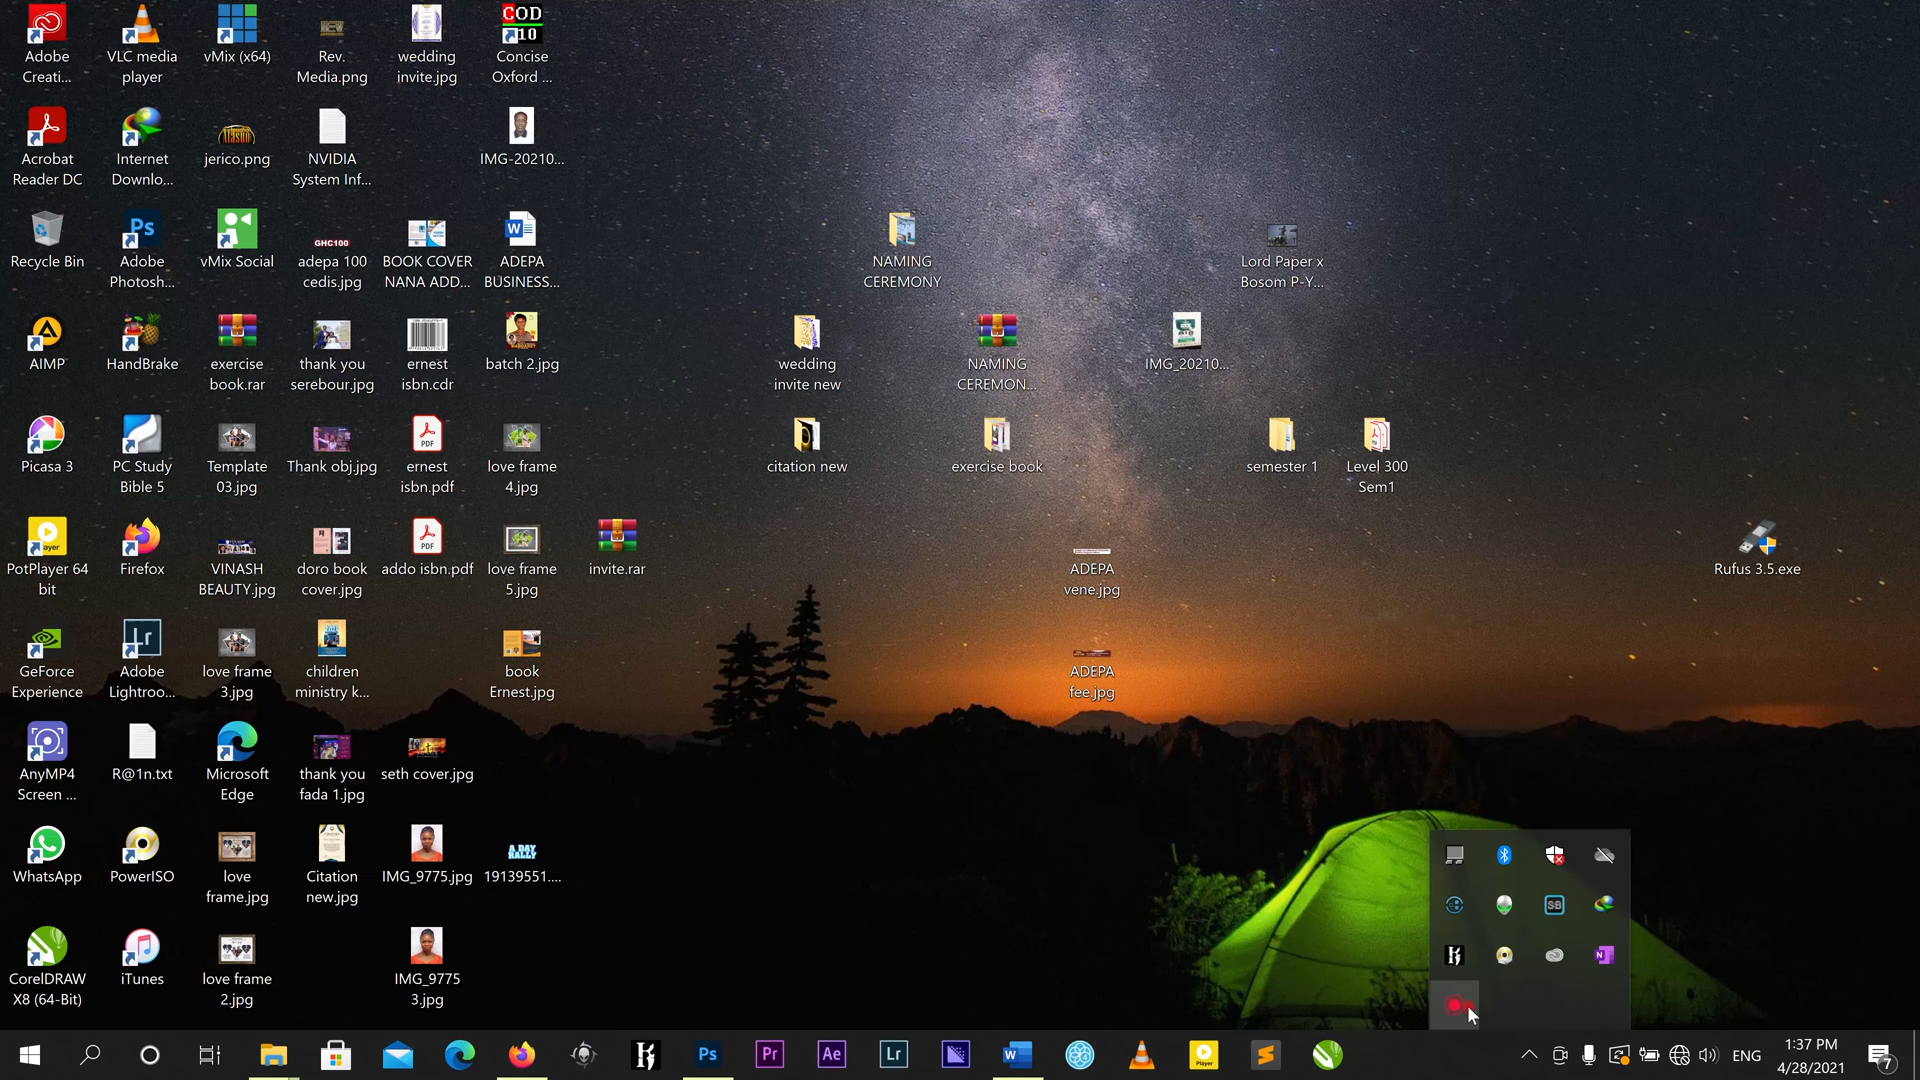 Adobe
Creati...
VLC media
player
vMix (x64)
Rev.
Media.png
wedding
invite.jpg
COD
10
Concise
Oxford ...
Acrobat
Reader DC
Internet
Downlo...
jerico.png
NVIDIA
System Inf...
IMG-20210...
Recycle Bin
Ps
Adobe
Photosh...
vMix Social
GHC100
adepa 100
cedis.jpg
BOOK COVER
NANA ADD...
W
ADEPA
BUSINESS...
NAMING
CEREMONY
Lord Paper x
Bosom P-Y...
AIMP
HandBrake
exercise
book.rar
thank you
serebour.jpg
ernest
isbn.cdr
batch 2.jpg
wedding
invite new
NAMING
CEREMON...
IMG_20210...
Picasa 3
PC Study
Bible 5
Template
03.jpg
Thank obj.jpg
PDF
ernest
isbn.pdf
love frame
4.jpg
citation new
exercise book
semester 1
Level 300
Sem1
PotPlayer 64
bit
Firefox
VINASH
BEAUTY.jpg
doro book
cover.jpg
PDF
addo isbn.pdf
love frame
5.jpg
invite.rar
ADEPA
vene.jpg
Rufus 3.5.exe
GeForce
Experience
Lr
Adobe
Lightroo...
love frame
3.jpg
children
ministry k...
book
Ernest.jpg
ADEPA
fee.jpg
AnyMP4
Screen ...
R@1n.txt
Microsoft
Edge
thank you
fada 1.jpg
seth cover.jpg
WhatsApp
PowerISO
love
frame.jpg
Citation
new.jpg
IMG_9775.jpg
A DAY
RALLY
19139551....
SB
CorelDRAW
X8 (64-Bit)
iTunes
love frame
2.jpg
IMG_9775
3.jpg
N
Ps
Pr
Ae
Lr
W
Player
ENG
1:37 PM
4/28/2021
7